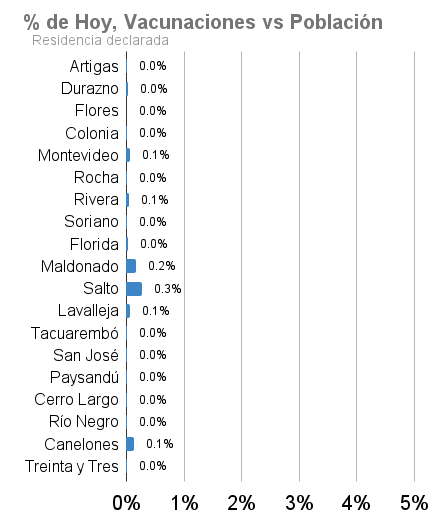 % de Hoy, Vacunaciones vs Población
Residencia declarada
Artigas 0.0%
Durazno 0.0%
Flores 0.0%
Colonia 0.0%
Montevideo 0.1%
Rocha 0.0%
Rivera 0.1%
Soriano 0.0%
Florida 0.0%
Maldonado 0.2%
Salto 0.3%
Lavalleja 0.1%
Tacuarembó 0.0%
San José 0.0%
Paysandú 0.0%
Cerro Largo 0.0%
Río Negro 0.0%
Canelones 0.1%
Treinta y Tres 0.0%
0% 1% 2% 3% 4% 5%